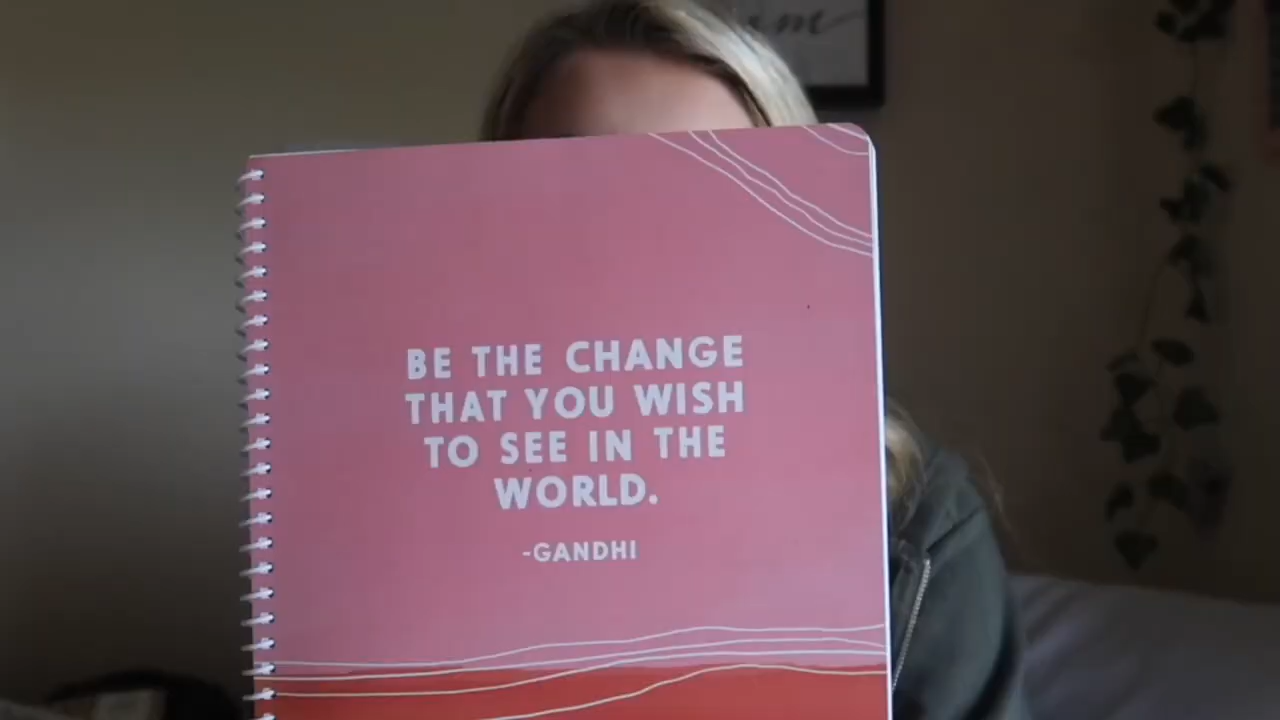 BE THE CHANGE
THAT YOU WISH
TO SEE IN THE
WORLD.
-GANDHI